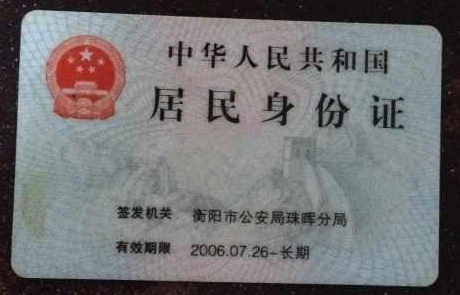 中华人民共和国
居民身份证
签发机关 衡阳市公安局珠晖分局
有效期限 2006.07.26-长期